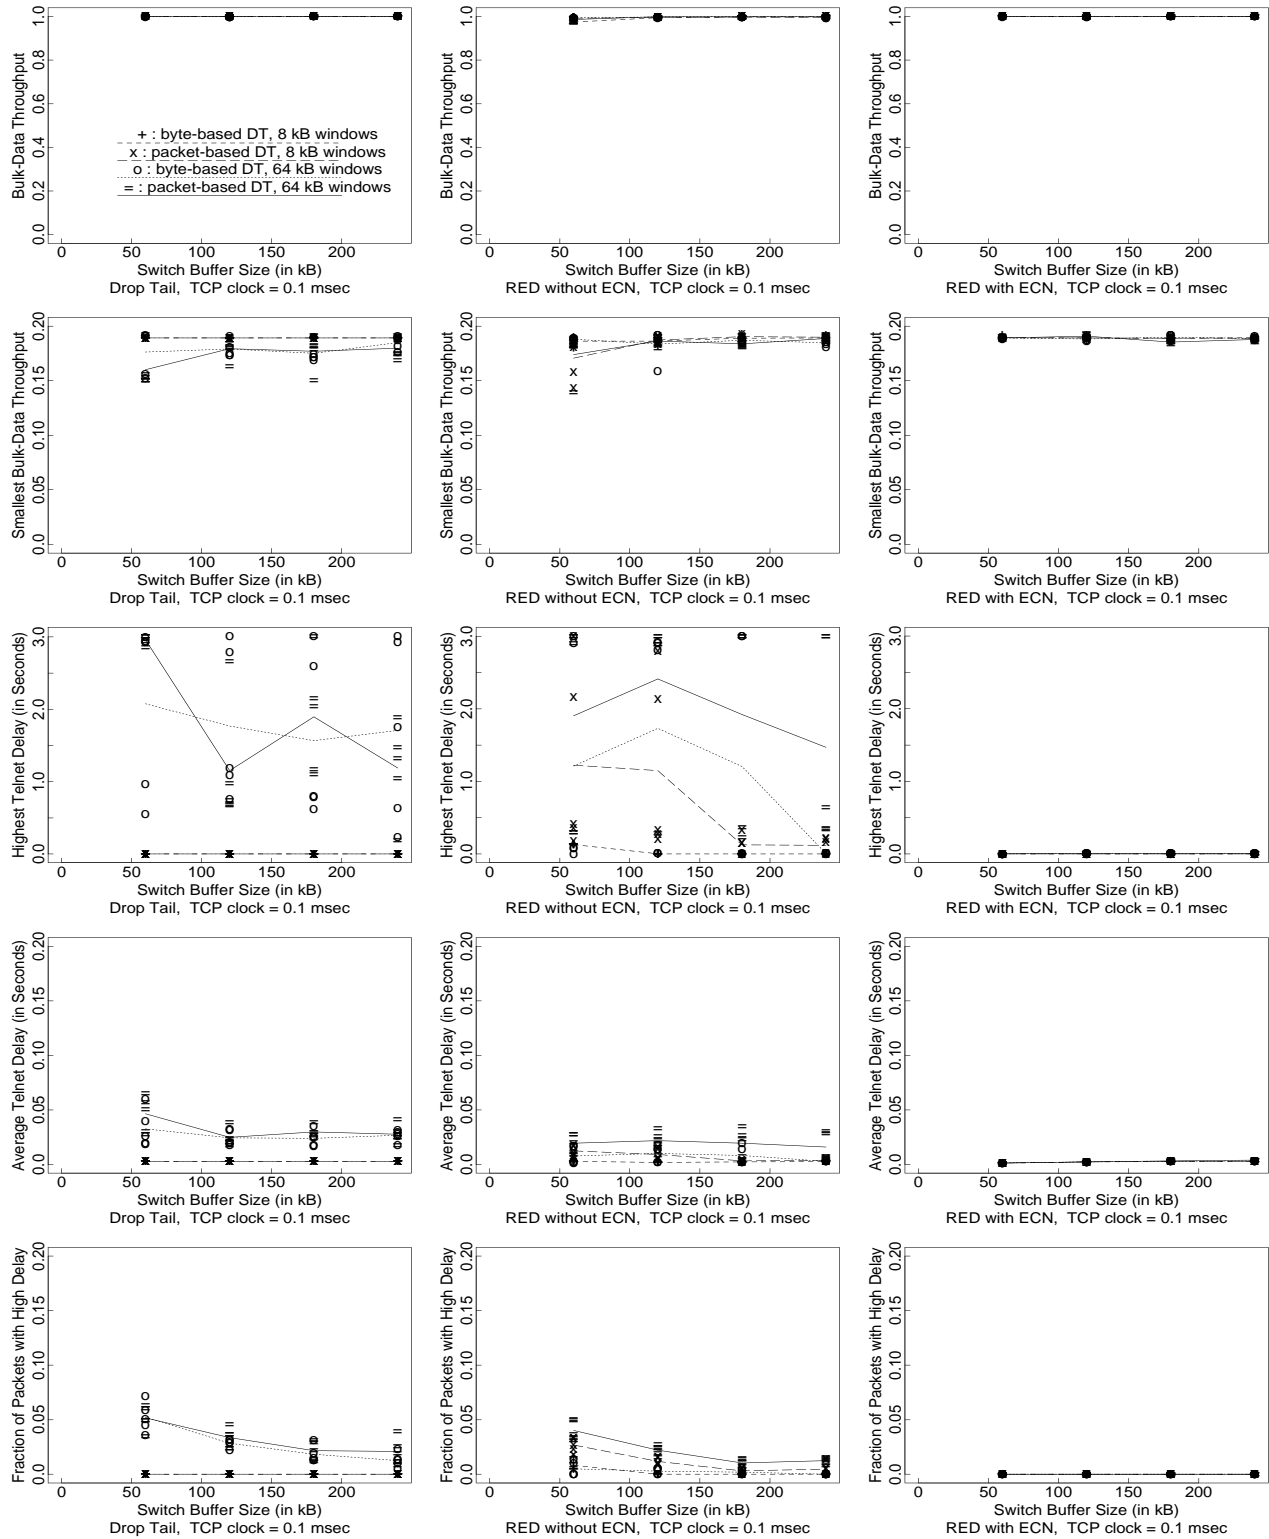 Bulk-Data Throughput
0.0 0.2 0.4 0.6 0.8 1.0
+ : byte-based DT, 8 kB windows
x : packet-based DT, 8 kB windows
o : byte-based DT, 64 kB windows
= : packet-based DT, 64 kB windows
0 50 100 150 200
Switch Buffer Size (in kB)
Drop Tail, TCP clock = 0.1 msec
Bulk-Data Throughput
0.0 0.2 0.4 0.6 0.8 1.0
0 50 100 150 200
Switch Buffer Size (in kB)
RED without ECN, TCP clock = 0.1 msec
Bulk-Data Throughput
0.0 0.2 0.4 0.6 0.8 1.0
0 50 100 150 200
Switch Buffer Size (in kB)
RED with ECN, TCP clock = 0.1 msec
Smallest Bulk-Data Throughput
0.0 0.05 0.10 0.15 0.20
0 50 100 150 200
Switch Buffer Size (in kB)
Drop Tail, TCP clock = 0.1 msec
Smallest Bulk-Data Throughput
0.0 0.05 0.10 0.15 0.20
0 50 100 150 200
Switch Buffer Size (in kB)
RED without ECN, TCP clock = 0.1 msec
Smallest Bulk-Data Throughput
0.0 0.05 0.10 0.15 0.20
0 50 100 150 200
Switch Buffer Size (in kB)
RED with ECN, TCP clock = 0.1 msec
Highest Telnet Delay (in Seconds)
0.0 1.0 2.0 3.0
0 50 100 150 200
Switch Buffer Size (in kB)
Drop Tail, TCP clock = 0.1 msec
Highest Telnet Delay (in Seconds)
0.0 1.0 2.0 3.0
0 50 100 150 200
Switch Buffer Size (in kB)
RED without ECN, TCP clock = 0.1 msec
Highest Telnet Delay (in Seconds)
0.0 1.0 2.0 3.0
0 50 100 150 200
Switch Buffer Size (in kB)
RED with ECN, TCP clock = 0.1 msec
Average Telnet Delay (in Seconds)
0.0 0.05 0.10 0.15 0.20
0 50 100 150 200
Switch Buffer Size (in kB)
Drop Tail, TCP clock = 0.1 msec
Average Telnet Delay (in Seconds)
0.0 0.05 0.10 0.15 0.20
0 50 100 150 200
Switch Buffer Size (in kB)
RED without ECN, TCP clock = 0.1 msec
Average Telnet Delay (in Seconds)
0.0 0.05 0.10 0.15 0.20
0 50 100 150 200
Switch Buffer Size (in kB)
RED with ECN, TCP clock = 0.1 msec
Fraction of Packets with High Delay
0.0 0.05 0.10 0.15 0.20
0 50 100 150 200
Switch Buffer Size (in kB)
Drop Tail, TCP clock = 0.1 msec
Fraction of Packets with High Delay
0.0 0.05 0.10 0.15 0.20
0 50 100 150 200
Switch Buffer Size (in kB)
RED without ECN, TCP clock = 0.1 msec
Fraction of Packets with High Delay
0.0 0.05 0.10 0.15 0.20
0 50 100 150 200
Switch Buffer Size (in kB)
RED with ECN, TCP clock = 0.1 msec